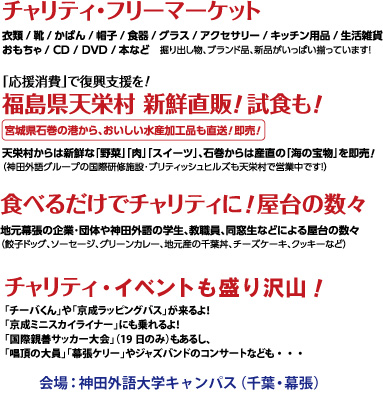 チャリティ・フリーマーケット
衣類 / 靴 / かばん / 帽子 / 食器 / グラス / アクセサリー / キッチン用品 / 生活雑貨
おもちゃ / CD / DVD / 本など　掘り出し物、ブランド品、新品がいっぱい揃っています!
「応援消費」で復興支援を!
福島県天栄村 新鮮直販! 試食も!
宮城県石巻の港から、おいしい水産加工品も直送! 即売!
天栄村からは新鮮な「野菜」「肉」「スイーツ」、石巻からは産直の「海の宝物」を即売!
（神田外語グループの国際研修施設・ブリティッシュヒルズも天栄村で営業中です!）
食べるだけでチャリティに! 屋台の数々
地元幕張の企業・団体や神田外語の学生、教職員、同窓生などによる屋台の数々
（餃子ドッグ、ソーセージ、グリーンカレー、地元産の千葉丼、チーズケーキ、クッキーなど）
チャリティ・イベントも盛り沢山!
「チーバくん」や「京成ラッピングバス」が来るよ!
「京成ミニスカイライナー」にも乗れるよ!
「国際親善サッカー大会」（19 日のみ）もあるし、
「唱頂の大員」「幕張ケリー」やジャズバンドのコンサートなども・・・
会場：神田外語大学キャンパス（千葉・幕張）